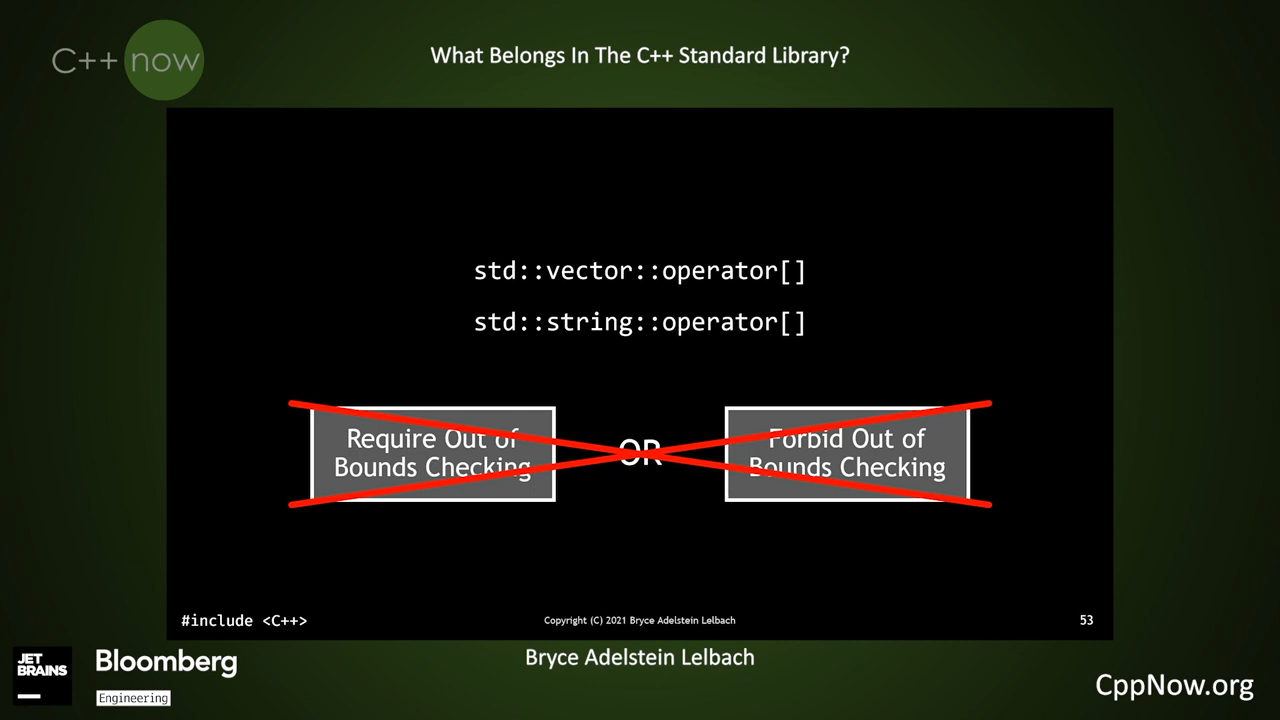 C++ now
What Belongs In The C++ Standard Library?
std::vector::operator[]
std::string::operator[]
Require Out of
Bounds Checking
OR
Forbid Out of
Bounds Checking
#include <C++>
Copyright (C) 2021 Bryce Adelstein Lelbach
53
JET
BRAINS
Bloomberg
Engineering
Bryce Adelstein Lelbach
CppNow.org